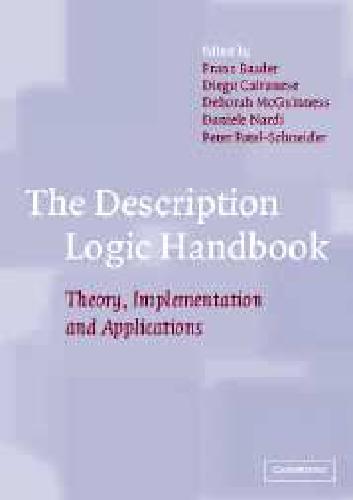 Edited by
Franz Baader
Diego Calvanese
Deborah McGuinness
Daniele Nardi
Peter Patel-Schneider
The Description
Logic Handbook
Theory, Implementation
and Applications
CAMBRIDGE